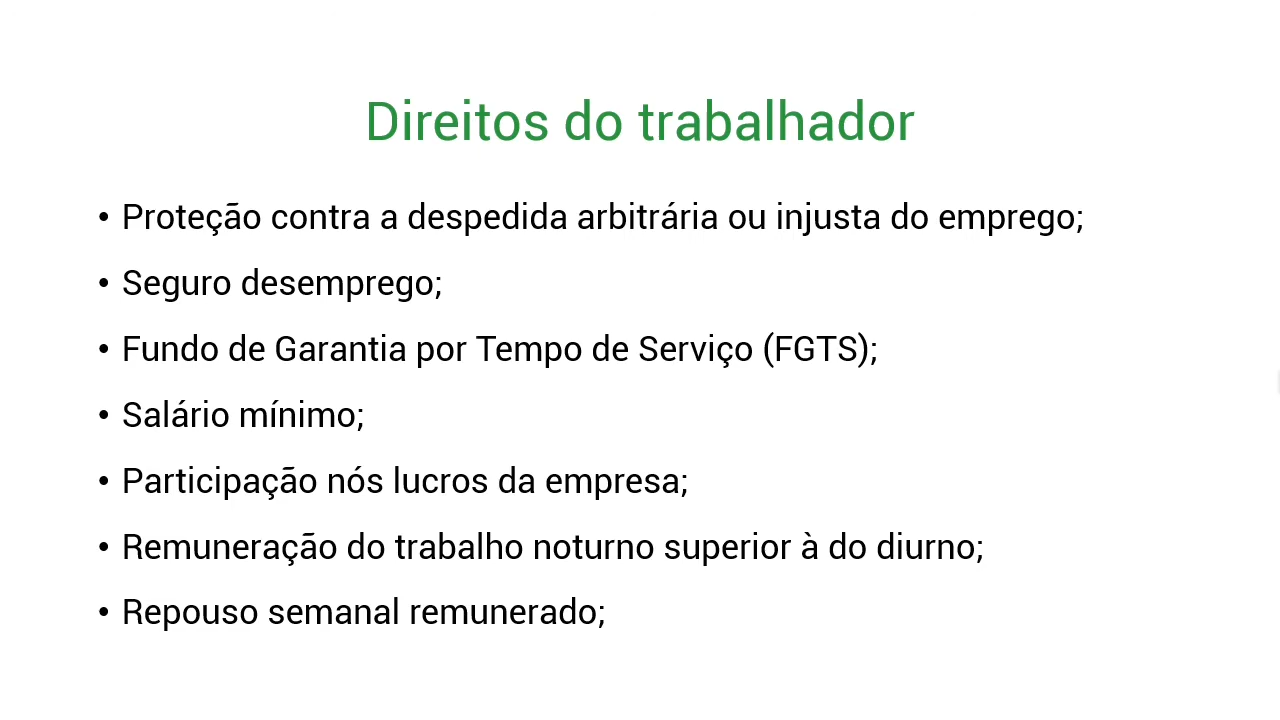 Direitos do trabalhador
• Proteção contra a despedida arbitrária ou injusta do emprego;
• Seguro desemprego;
• Fundo de Garantia por Tempo de Serviço (FGTS);
• Salário mínimo;
• Participação nós lucros da empresa;
• Remuneração do trabalho noturno superior à do diurno;
• Repouso semanal remunerado;